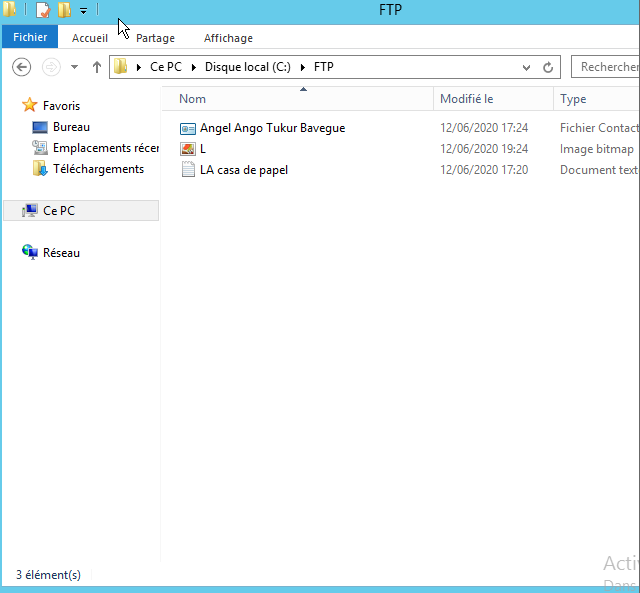 FTP
Fichier Accueil Partage Affichage
Ce PC Disque local (C:) FTP Rechercher
Nom Modifié le Type
Favoris
Bureau
Emplacements récer
Téléchargements
Ce PC
Réseau
Angel Ango Tukur Bavegue 12/06/2020 17:24 Fichier Contact
L 12/06/2020 19:24 Image bitmap
LA casa de papel 12/06/2020 17:20 Document text
3 élément(s)
Activ
Dans